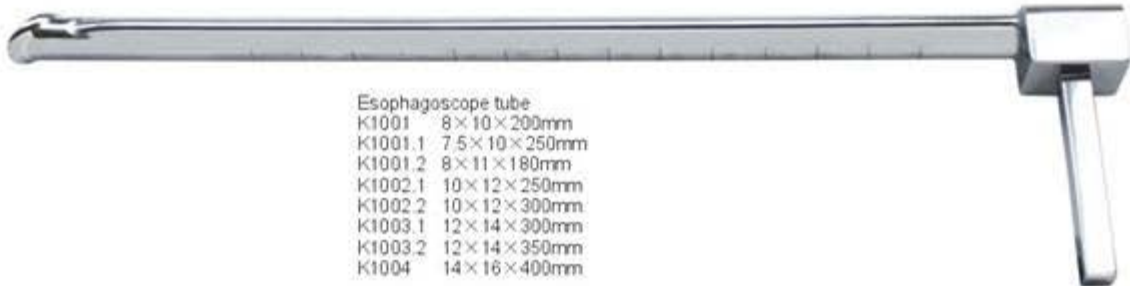 Esophagoscope tube
K1001 8×10×200mm
K1001.1 7.5×10×250mm
K1001.2 8×11×180mm
K1002.1 10×12×250mm
K1002.2 10×12×300mm
K1003.1 12×14×300mm
K1003.2 12×14×350mm
K1004 14×16×400mm